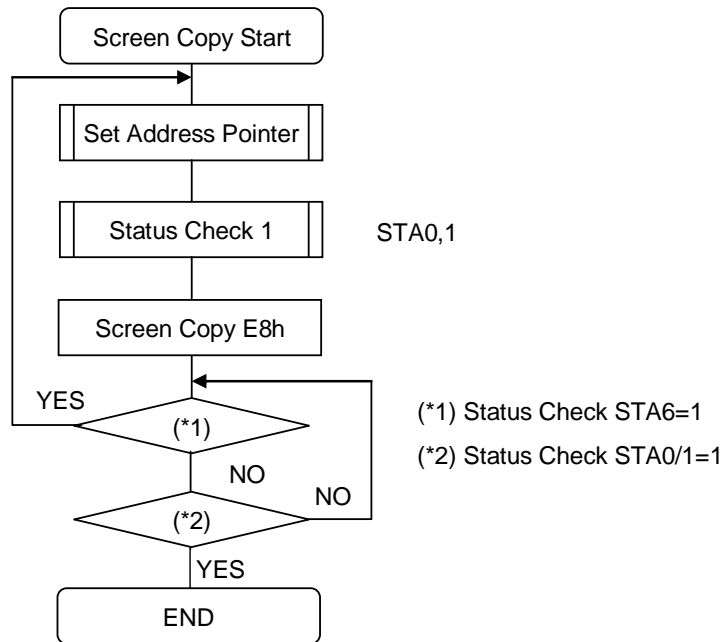 Screen Copy Start
Set Address Pointer
Status Check 1
STA0,1
Screen Copy E8h
YES
(*1)
(*1) Status Check STA6=1
(*2) Status Check STA0/1=1
NO
NO
(*2)
YES
END